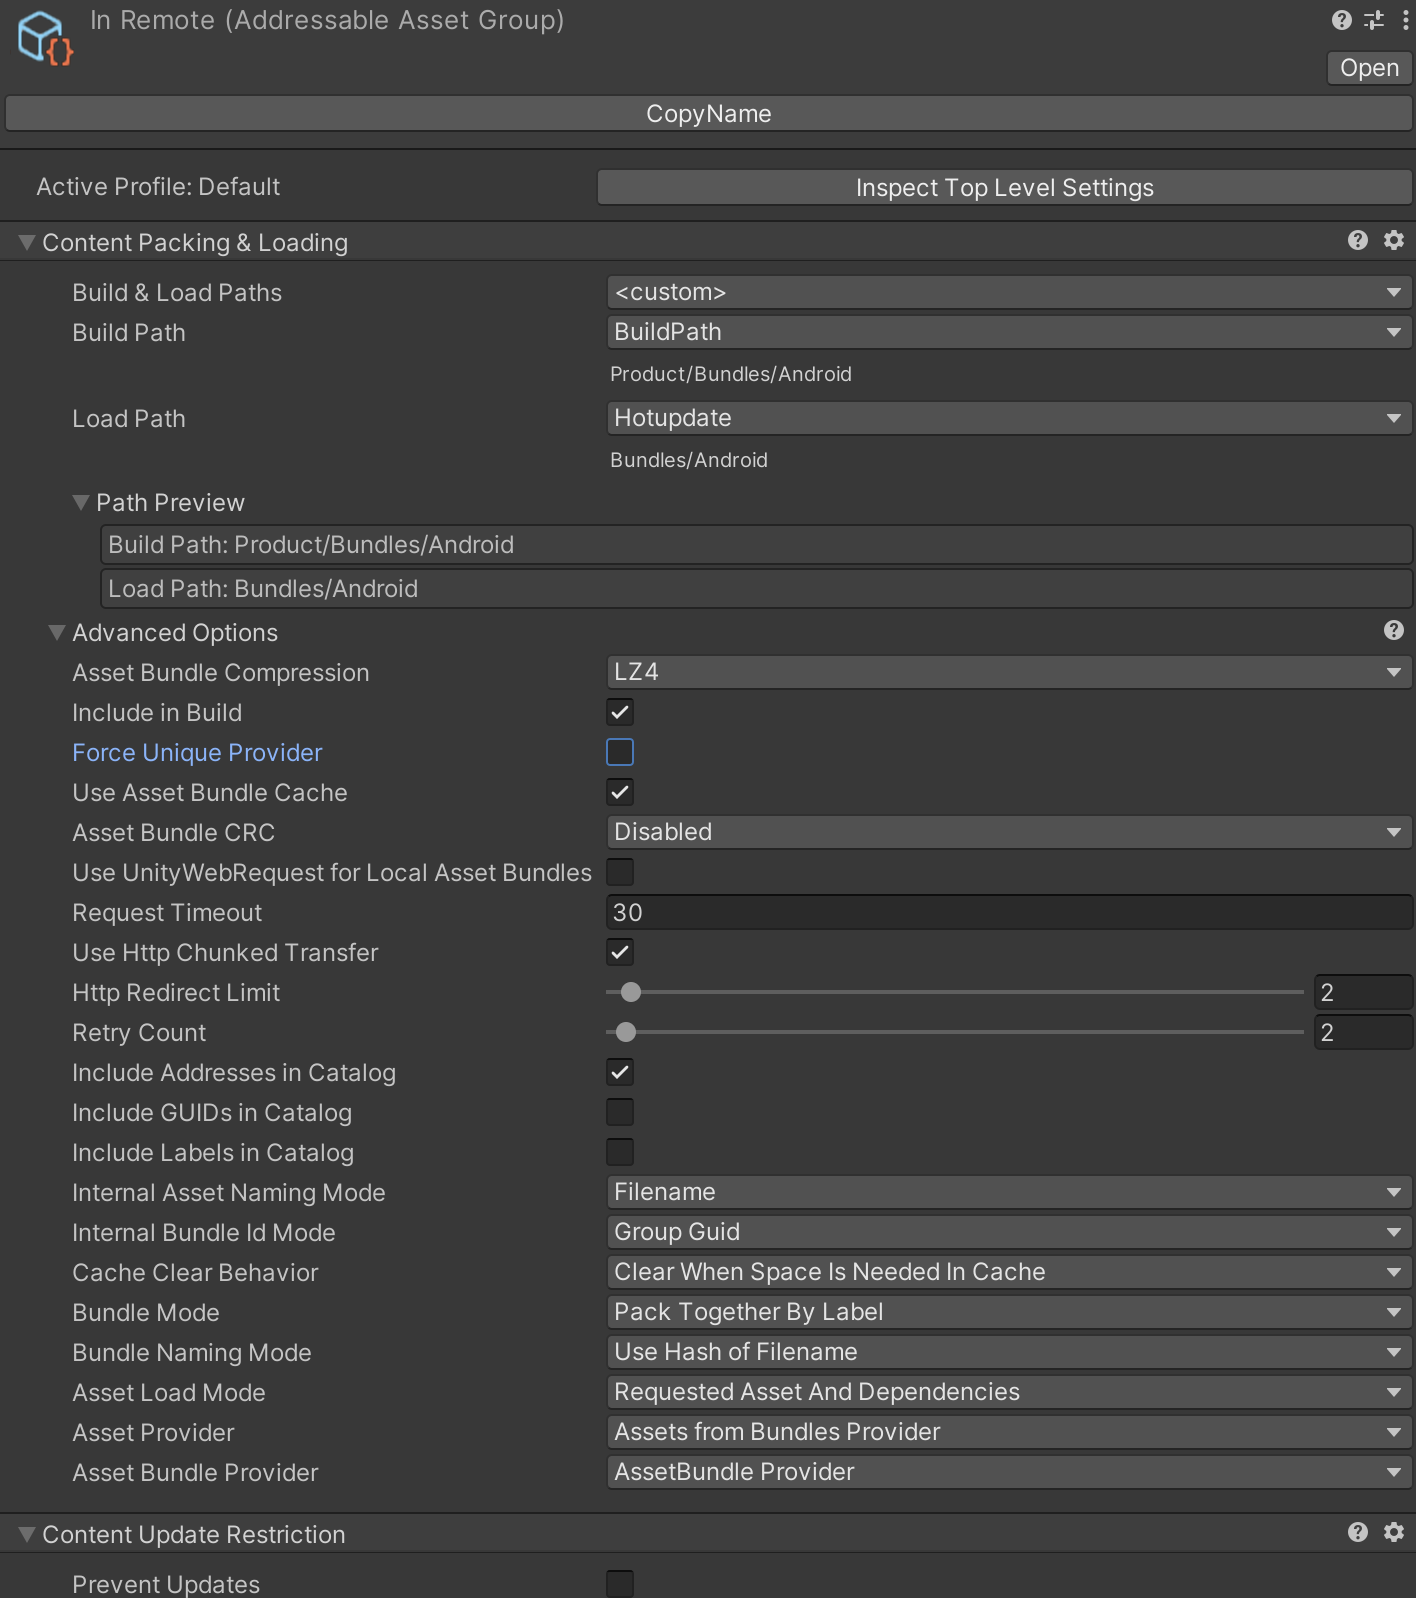 In Remote (Addressable Asset Group)
Open
CopyName
Active Profile: Default
Inspect Top Level Settings
Content Packing & Loading
Build & Load Paths
<custom>
Build Path
BuildPath
Product/Bundles/Android
Load Path
Hotupdate
Bundles/Android
Path Preview
Build Path: Product/Bundles/Android
Load Path: Bundles/Android
Advanced Options
Asset Bundle Compression
LZ4
Include in Build
Force Unique Provider
Use Asset Bundle Cache
Asset Bundle CRC
Disabled
Use UnityWebRequest for Local Asset Bundles
Request Timeout
30
Use Http Chunked Transfer
Http Redirect Limit
2
Retry Count
2
Include Addresses in Catalog
Include GUIDs in Catalog
Include Labels in Catalog
Internal Asset Naming Mode
Filename
Internal Bundle Id Mode
Group Guid
Cache Clear Behavior
Clear When Space Is Needed In Cache
Bundle Mode
Pack Together By Label
Bundle Naming Mode
Use Hash of Filename
Asset Load Mode
Requested Asset And Dependencies
Asset Provider
Assets from Bundles Provider
Asset Bundle Provider
AssetBundle Provider
Content Update Restriction
Prevent Updates